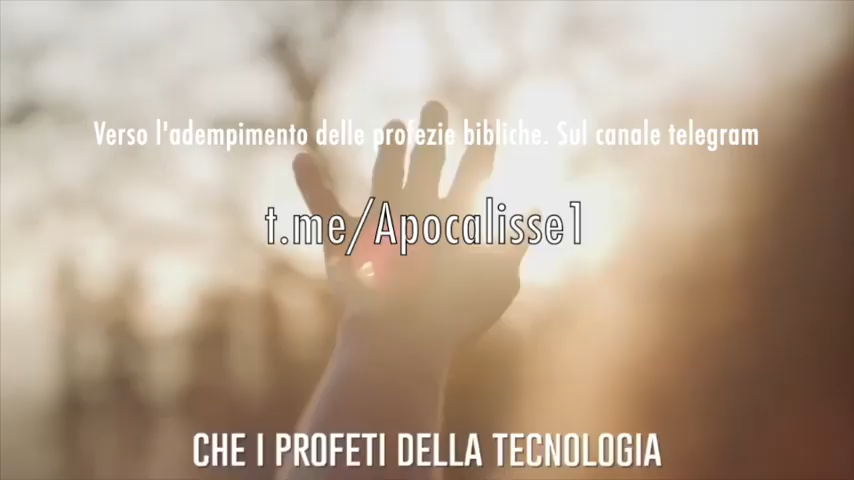 Verso l'adempimento delle profezie bibliche. Sul canale telegram
t.me/Apocalisse1
CHE I PROFETI DELLA TECNOLOGIA